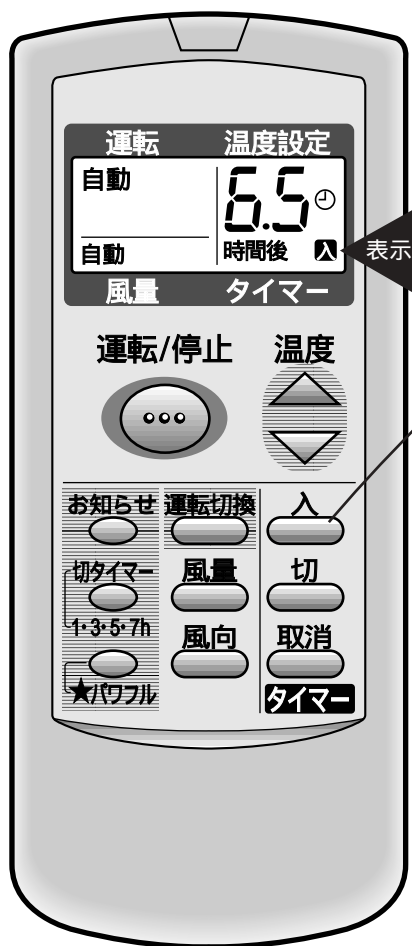 運転 温度設定
自動 6.5
自動 時間後 入 表示
風量 タイマー
運転/停止 温度
お知らせ 運転切換 入
切タイマー 風量 切
1・3・5・7h 風向 取消
★パワフル タイマー